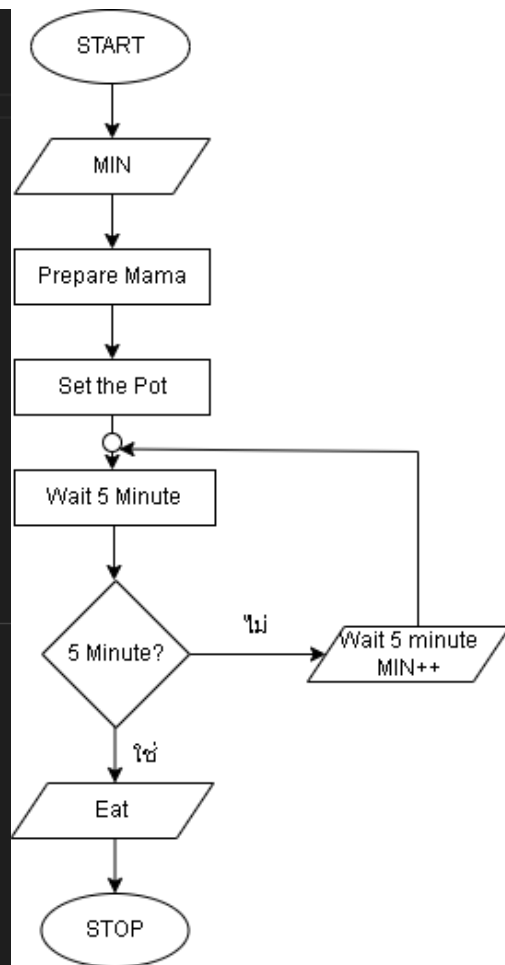 START
MIN
Prepare Mama
Set the Pot
Wait 5 Minute
5 Minute?
ไม่
Wait 5 minute
MIN++
ใช่
Eat
STOP